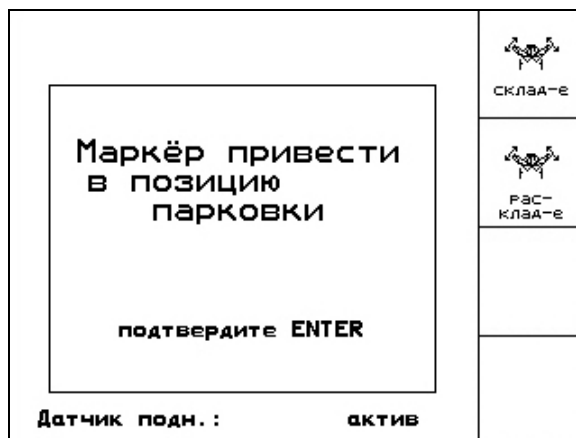 Маркёр привести
в позицию
парковки
подтвердите ENTER
Датчик подн.: актив
склад-е
рас-
клад-е